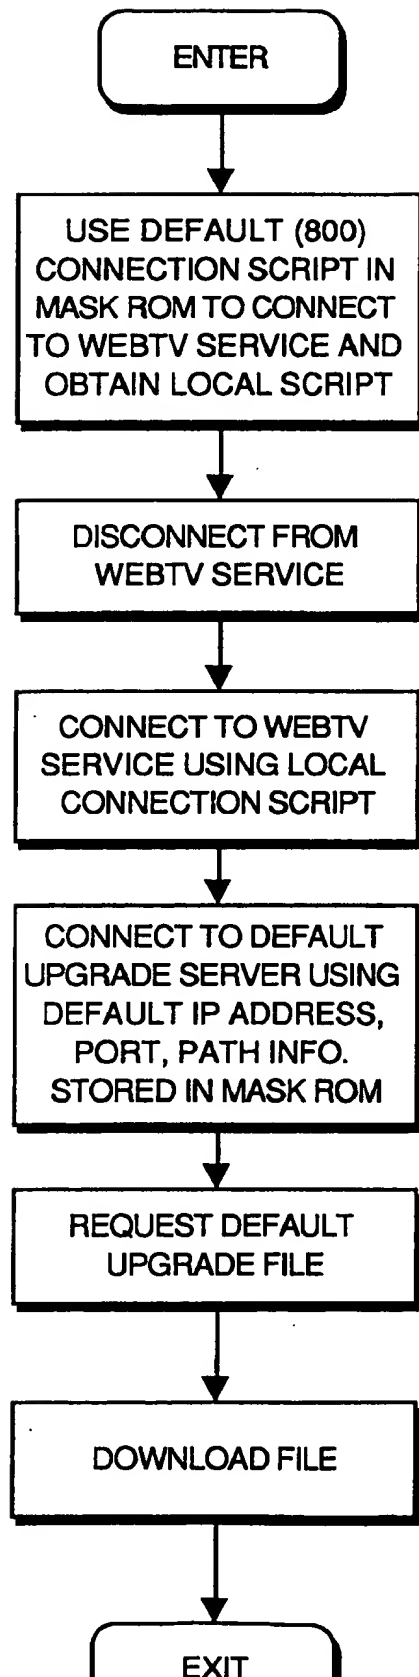 ENTER
USE DEFAULT (800)
CONNECTION SCRIPT IN
MASK ROM TO CONNECT
TO WEBTV SERVICE AND
OBTAIN LOCAL SCRIPT
DISCONNECT FROM
WEBTV SERVICE
CONNECT TO WEBTV
SERVICE USING LOCAL
CONNECTION SCRIPT
CONNECT TO DEFAULT
UPGRADE SERVER USING
DEFAULT IP ADDRESS,
PORT, PATH INFO.
STORED IN MASK ROM
REQUEST DEFAULT
UPGRADE FILE
DOWNLOAD FILE
EXIT